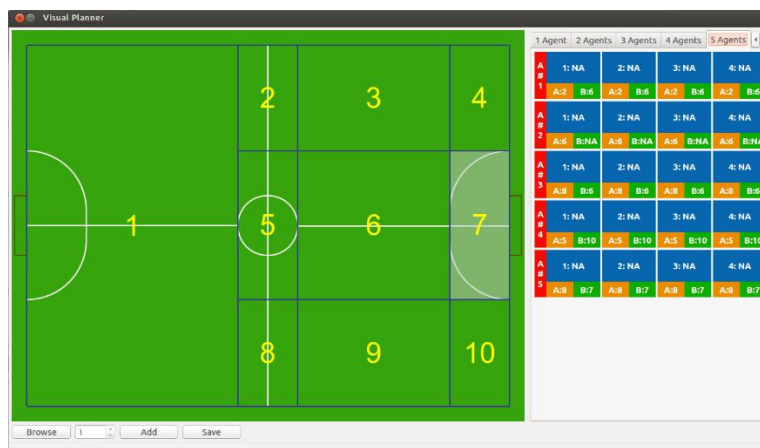 Visual Planner
1 Agent 2 Agents 3 Agents 4 Agents 5 Agents
2 3 4
1 5 6 7
8 9 10
A#1 1: NA 2: NA 3: NA 4: NA
A:2 B:6 A:2 B:6 A:2 B:6 A:2 B:6
A#2 1: NA 2: NA 3: NA 4: NA
A:6 B:NA A:6 B:NA A:6 B:NA A:6 B:NA
A#3 1: NA 2: NA 3: NA 4: NA
A:8 B:6 A:8 B:6 A:8 B:6 A:8 B:6
A#4 1: NA 2: NA 3: NA 4: NA
A:5 B:10 A:5 B:10 A:5 B:10 A:5 B:10
A#5 1: NA 2: NA 3: NA 4: NA
B:7 A:8 B:7 A:8 B:7 A:8 B:7
Browse 1 Add Save